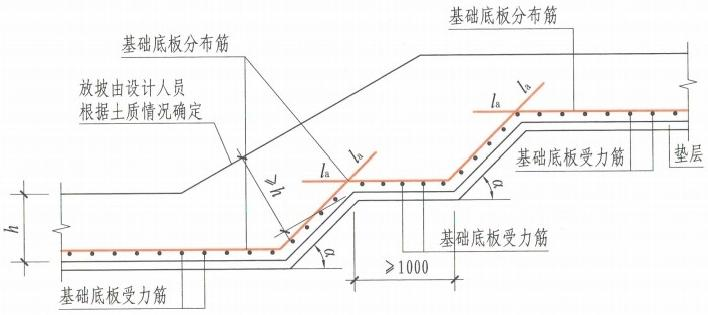 基础底板分布筋
基础底板分布筋
放坡由设计人员
根据土质情况确定
la
la
la
la
≥h
h
基础底板受力筋
垫层
α
α
基础底板受力筋
≥1000
基础底板受力筋